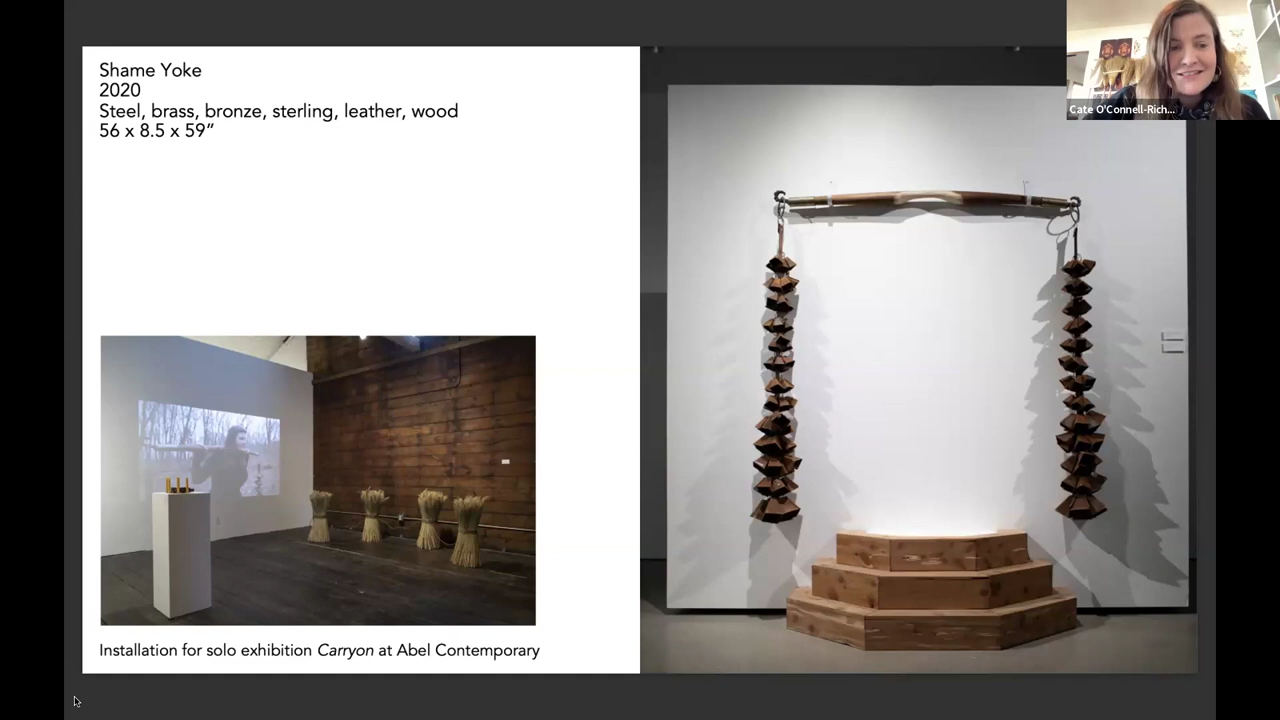 Shame Yoke
2020
Steel, brass, bronze, sterling, leather, wood
56 x 8.5 x 59”
Installation for solo exhibition Carryon at Abel Contemporary
Cate O'Connell-Rich...